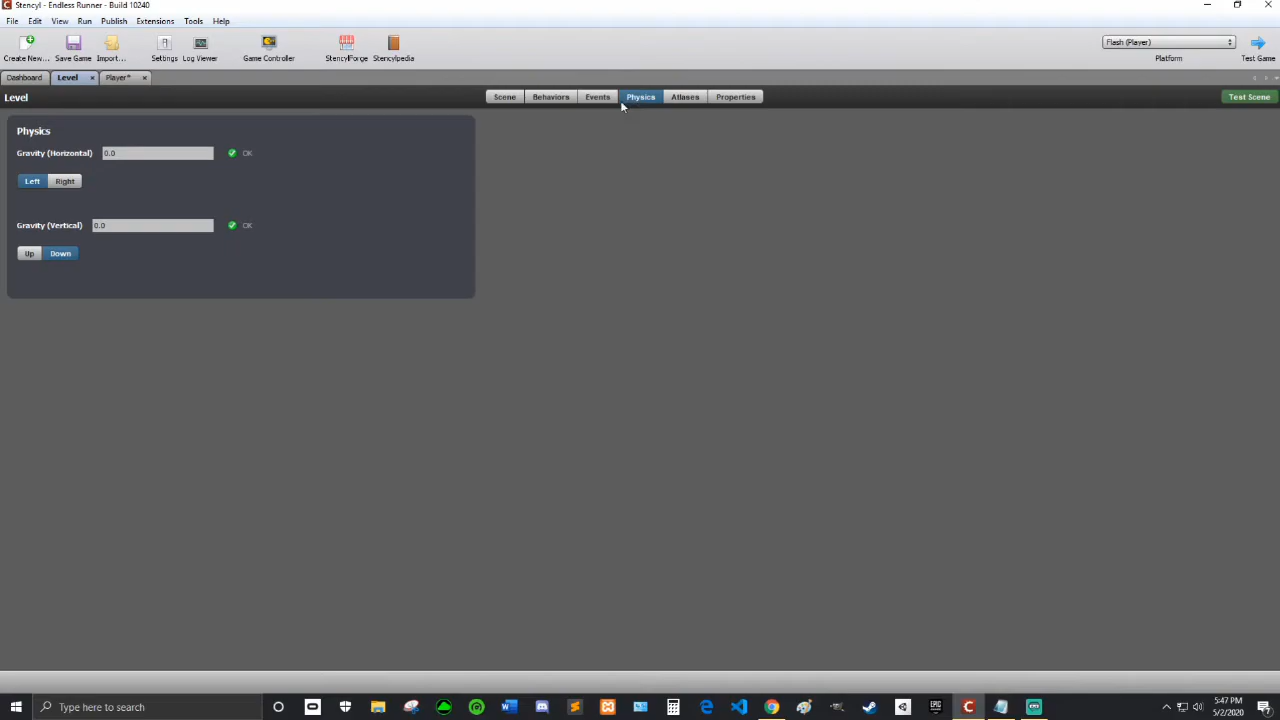 Stencyl - Endless Runner - Build 10240
File Edit View Run Publish Extensions Tools Help
Create New... Save Game Import... Settings Log Viewer Game Controller StencylForge Stencylpedia
Flash (Player)
Platform Test Game
Dashboard Level × Player* ×
Level Scene Behaviors Events Physics Atlases Properties Test Scene
Physics
Gravity (Horizontal) 0.0 OK
Left Right
Gravity (Vertical) 0.0 OK
Up Down
Type here to search
5:47 PM
5/2/2020